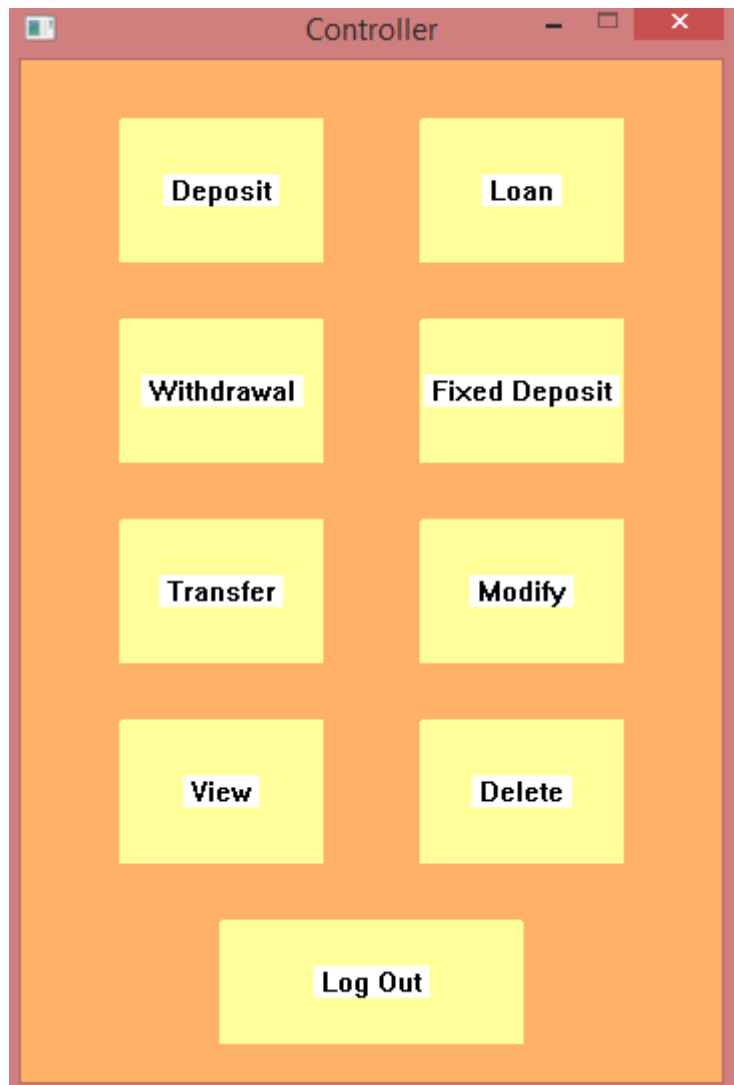 Controller
Deposit
Loan
Withdrawal
Fixed Deposit
Transfer
Modify
View
Delete
Log Out